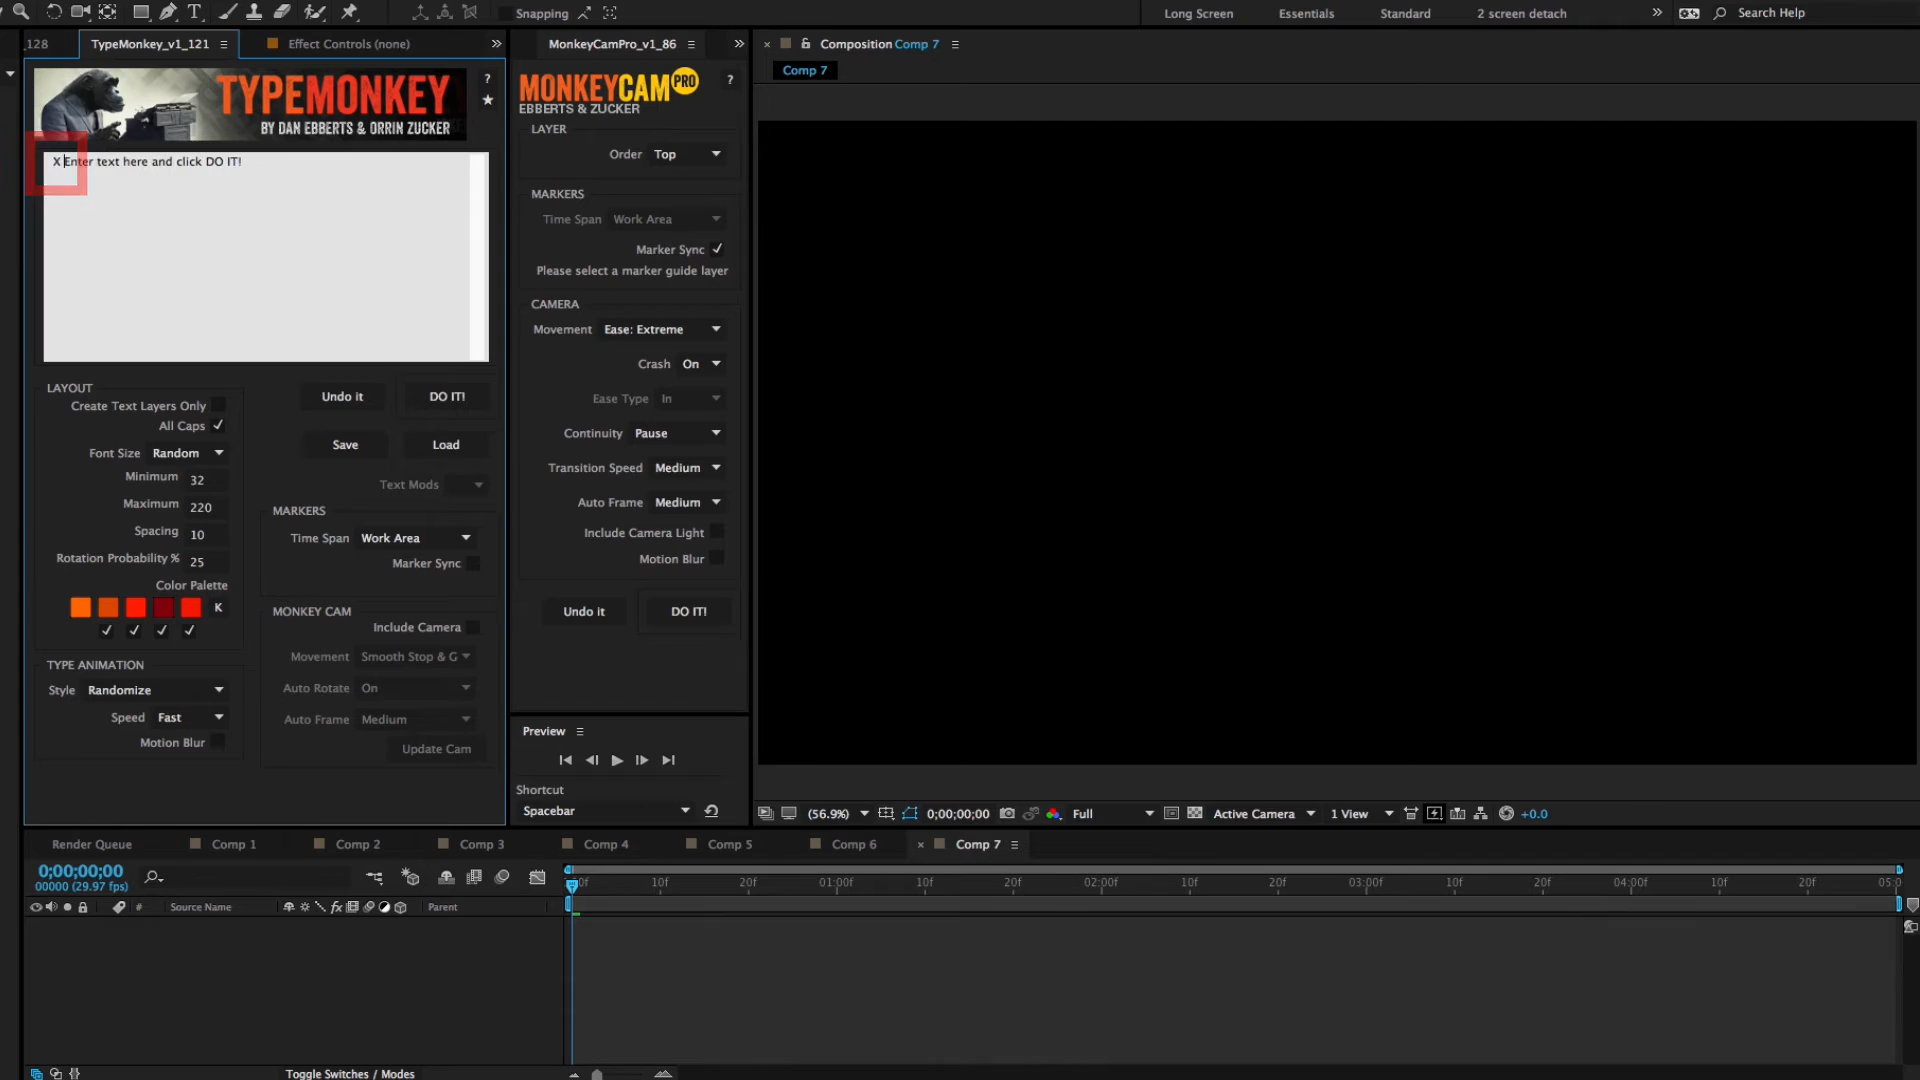 Snapping
Long Screen
Essentials
Standard
2 screen detach
Search Help
_128
TypeMonkey_v1_121
Effect Controls (none)
MonkeyCamPro_v1_86
Composition Comp 7
Comp 7
TYPEMONKEY
BY DAN EBBERTS & ORRIN ZUCKER
?
X Enter text here and click DO IT!
LAYOUT
Create Text Layers Only
All Caps
Font Size Random
Minimum 32
Maximum 220
Spacing 10
Rotation Probability % 25
Color Palette
K
TYPE ANIMATION
Style Randomize
Speed Fast
Motion Blur
Undo it
DO IT!
Save
Load
Text Mods
MARKERS
Time Span Work Area
Marker Sync
MONKEY CAM
Include Camera
Movement Smooth Stop & G
Auto Rotate On
Auto Frame Medium
Update Cam
MONKEYCAM PRO
EBBERTS & ZUCKER
?
LAYER
Order Top
MARKERS
Time Span Work Area
Marker Sync
Please select a marker guide layer
CAMERA
Movement Ease: Extreme
Crash On
Ease Type In
Continuity Pause
Transition Speed Medium
Auto Frame Medium
Include Camera Light
Motion Blur
Undo it
DO IT!
Preview
Shortcut
Spacebar
(56.9%)
0;00;00;00
Full
Active Camera
1 View
+0.0
Render Queue
Comp 1
Comp 2
Comp 3
Comp 4
Comp 5
Comp 6
Comp 7
0;00;00;00
00000 (29.97 fps)
10f 20f 01:00f 10f 20f 02:00f 10f 20f 03:00f 10f 20f 04:00f 10f 20f
# Source Name
fx
Parent
Toggle Switches / Modes